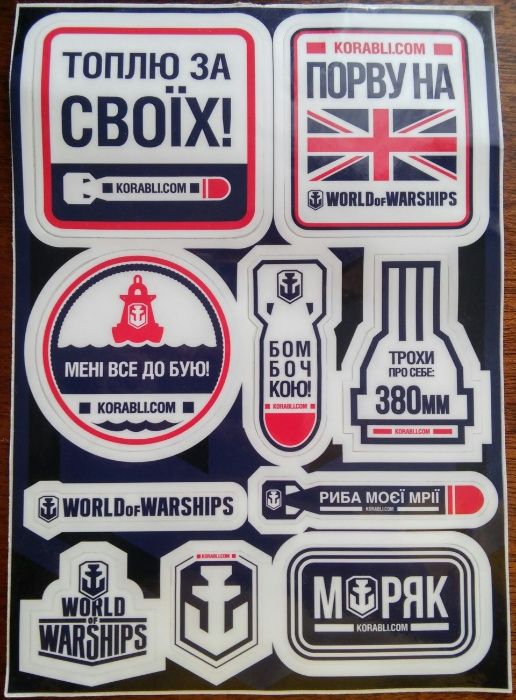 ТОПЛЮ ЗА
СВОЇХ!
KORABLI.COM
KORABLI.COM
ПОРВУ НА
WORLD OF WARSHIPS
МЕНІ ВСЕ ДО БУЮ!
KORABLI.COM
БОМ
БОЧ
КОЮ!
KORABLI.COM
ТРОХИ
ПРО СЕБЕ:
380ММ
KORABLI.COM
WORLD OF WARSHIPS
РИБА МОЄЇ МРІЇ
KORABLI.COM
WORLD
OF
WARSHIPS
KORABLI.COM
МОРЯК
KORABLI.COM